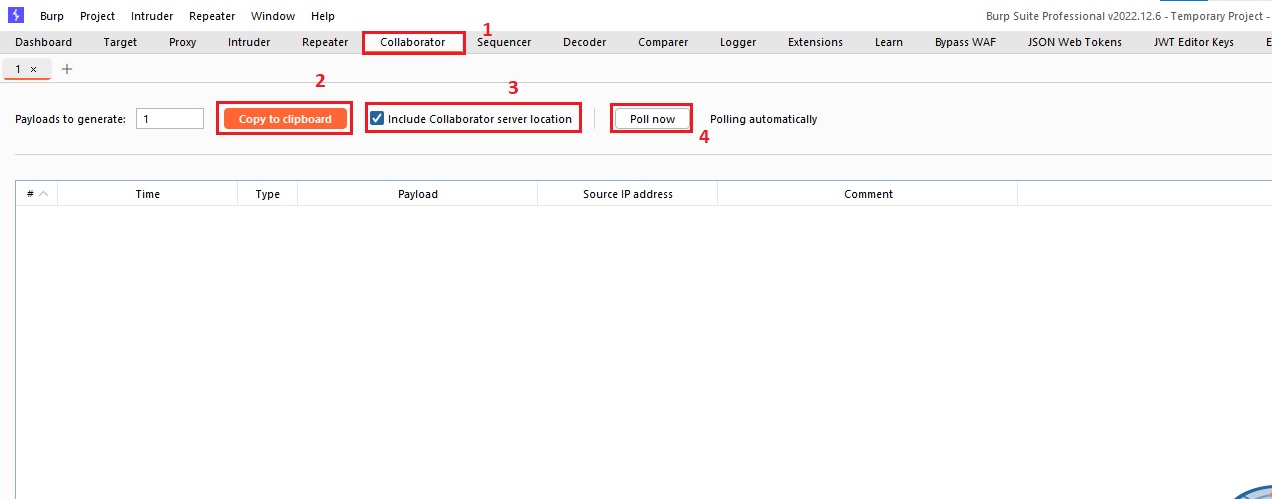 Burp Project Intruder Repeater Window Help Burp Suite Professional v2022.12.6 - Temporary Project -
1
Dashboard Target Proxy Intruder Repeater Collaborator Sequencer Decoder Comparer Logger Extensions Learn Bypass WAF JSON Web Tokens JWT Editor Keys E
1 × +
2 3
Payloads to generate: 1 Copy to clipboard Include Collaborator server location Poll now Polling automatically
4
# Time Type Payload Source IP address Comment